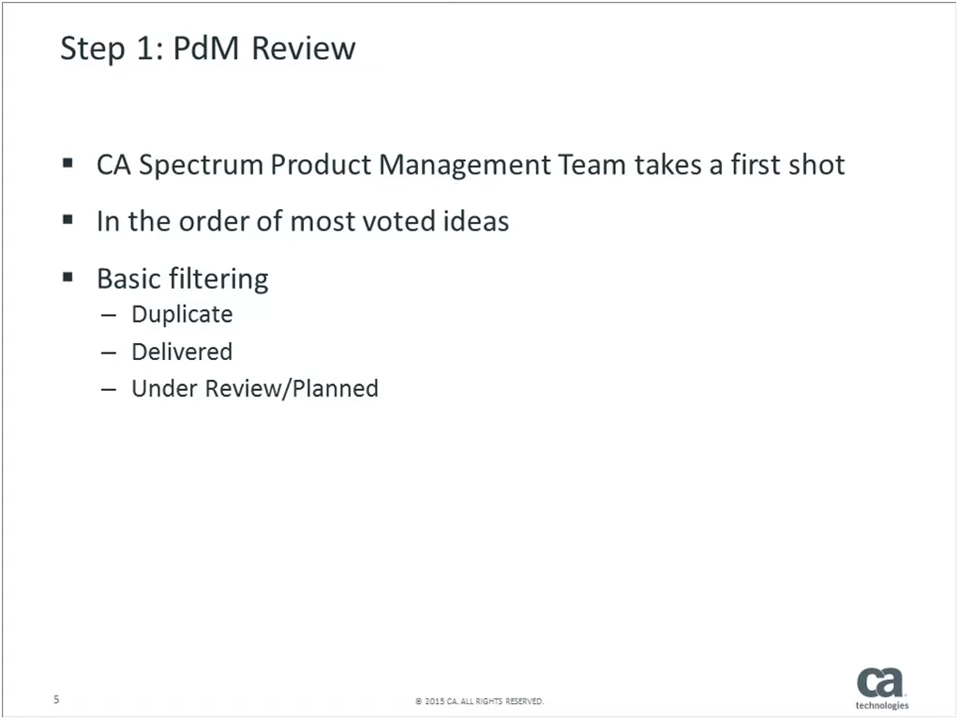 Step 1: PdM Review
▪ CA Spectrum Product Management Team takes a first shot
▪ In the order of most voted ideas
▪ Basic filtering
– Duplicate
– Delivered
– Under Review/Planned
5
© 2015 CA. ALL RIGHTS RESERVED.
ca
technologies